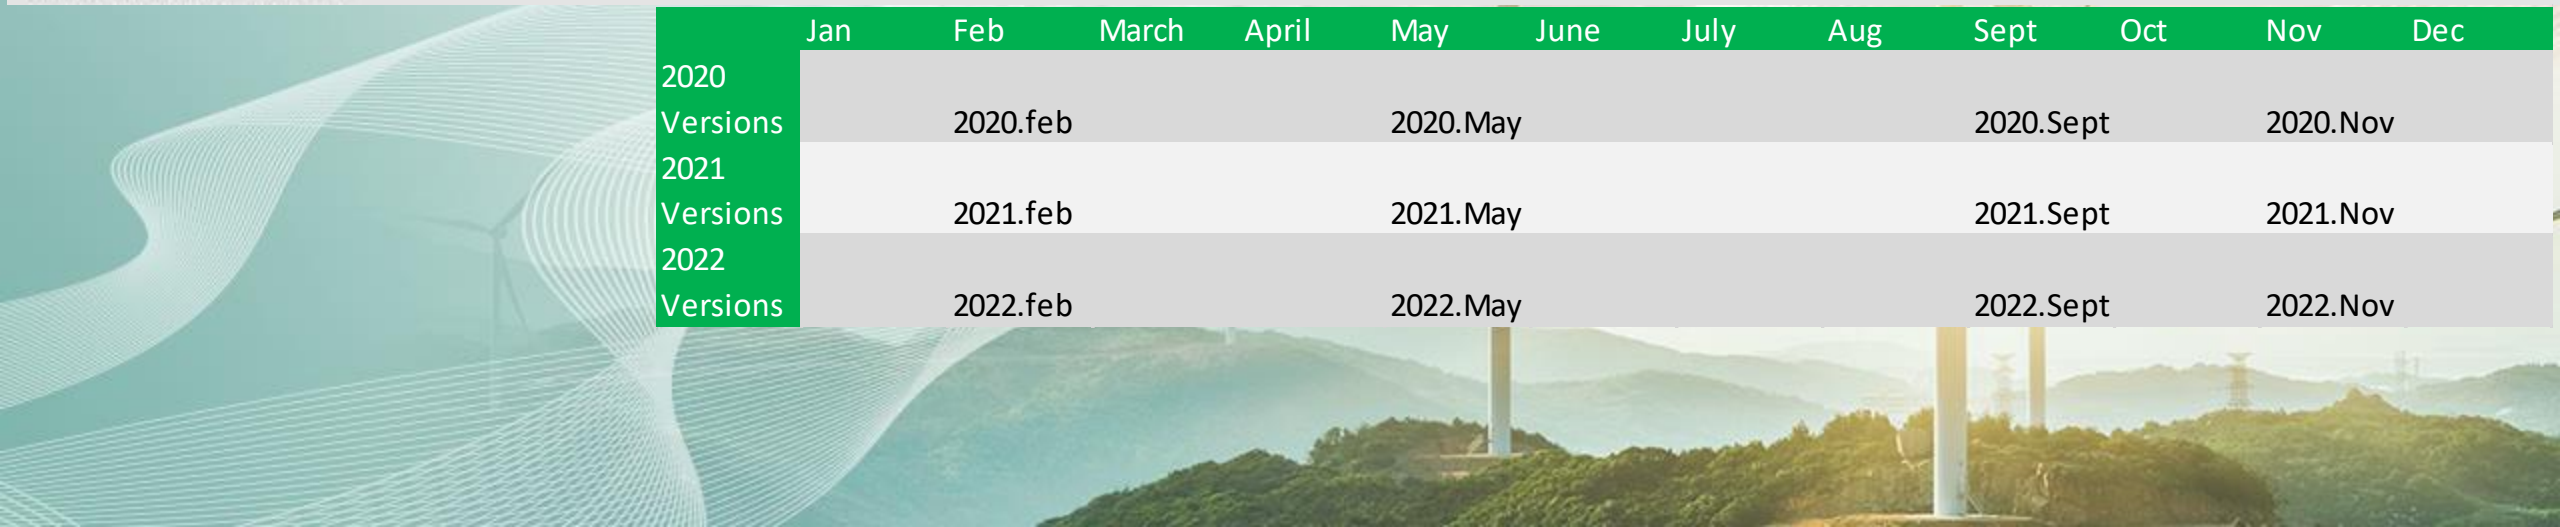 Jan Feb March April May June July Aug Sept Oct Nov Dec
2020
Versions 2020.feb 2020.May 2020.Sept 2020.Nov
2021
Versions 2021.feb 2021.May 2021.Sept 2021.Nov
2022
Versions 2022.feb 2022.May 2022.Sept 2022.Nov